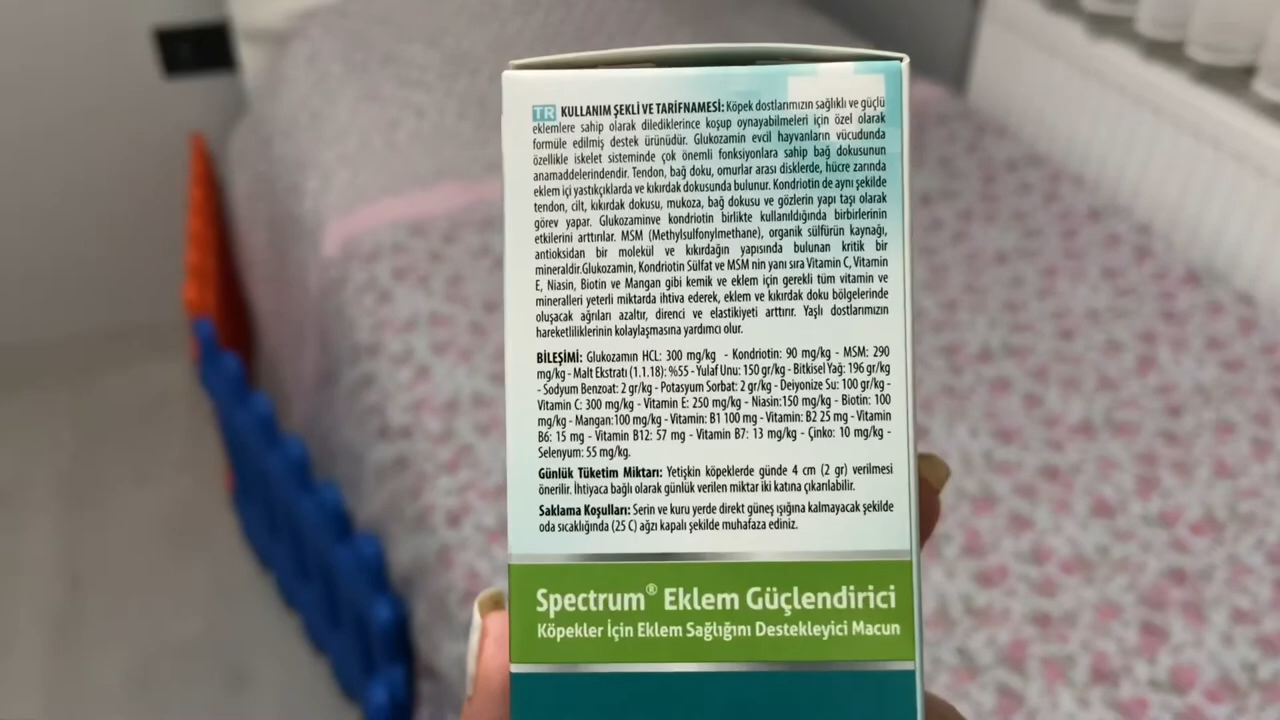 TR KULLANIM ŞEKLİ VE TARİFNAMESİ: Köpek dostlarımızın sağlıklı ve güçlü
eklemlere sahip olarak dilediklerince koşup oynayabilmeleri için özel olarak
formüle edilmiş destek ürünüdür. Glukozamin evcil hayvanların vücudunda
özellikle iskelet sisteminde çok önemli fonksiyonlara sahip bağ dokusunun
anamaddelerindendir. Tendon, bağ doku, omurlar arası disklerde, hücre zarında
eklem içi yastıkçıklarda ve kıkırdak dokusunda bulunur. Kondriotin de aynı şekilde
tendon, cilt, kıkırdak dokusu, mukoza, bağ dokusu ve gözlerin yapı taşı olarak
görev yapar. Glukozaminve kondriotin birlikte kullanıldığında birbirlerinin
etkilerini arttırılar. MSM (Methylsulfonylmethane), organik sülfürün kaynağı,
antioksidan bir molekül ve kıkırdağın yapısında bulunan kritik bir
mineraldir.Glukozamin, Kondriotin Sülfat ve MSM nin yanı sıra Vitamin C, Vitamin
E, Niasin, Biotin ve Mangan gibi kemik ve eklem için gerekli tüm vitamin ve
mineralleri yeterli miktarda ihtiva ederek, eklem ve kıkırdak doku bölgelerinde
oluşacak ağrıları azaltır, direnci ve elastikiyeti arttırır. Yaşlı dostlarımızın
hareketliliklerinin kolaylaşmasına yardımcı olur.
BİLEŞİMİ: Glukozamın HCL: 300 mg/kg - Kondriotin: 90 mg/kg - MSM: 290
mg/kg - Malt Ekstratı (1.1.18): %55 - Yulaf Unu: 150 gr/kg - Bitkisel Yağ: 196 gr/kg
- Sodyum Benzoat: 2 gr/kg - Potasyum Sorbat: 2 gr/kg - Deiyonize Su: 100 gr/kg -
Vitamin C: 300 mg/kg - Vitamin E: 250 mg/kg - Niasin:150 mg/kg - Biotin: 100
mg/kg - Mangan:100 mg/kg - Vitamin: B1 100 mg - Vitamin: B2 25 mg - Vitamin
B6: 15 mg - Vitamin B12: 57 mg - Vitamin B7: 13 mg/kg - Çinko: 10 mg/kg -
Selenyum: 55 mg/kg.
Günlük Tüketim Miktarı: Yetişkin köpeklerde günde 4 cm (2 gr) verilmesi
önerilir. İhtiyaca bağlı olarak günlük verilen miktar iki katına çıkarılabilir.
Saklama Koşulları: Serin ve kuru yerde direkt güneş ışığına kalmayacak şekilde
oda sıcaklığında (25 C) ağzı kapalı şekilde muhafaza ediniz.
Spectrum® Eklem Güçlendirici
Köpekler İçin Eklem Sağlığını Destekleyici Macun